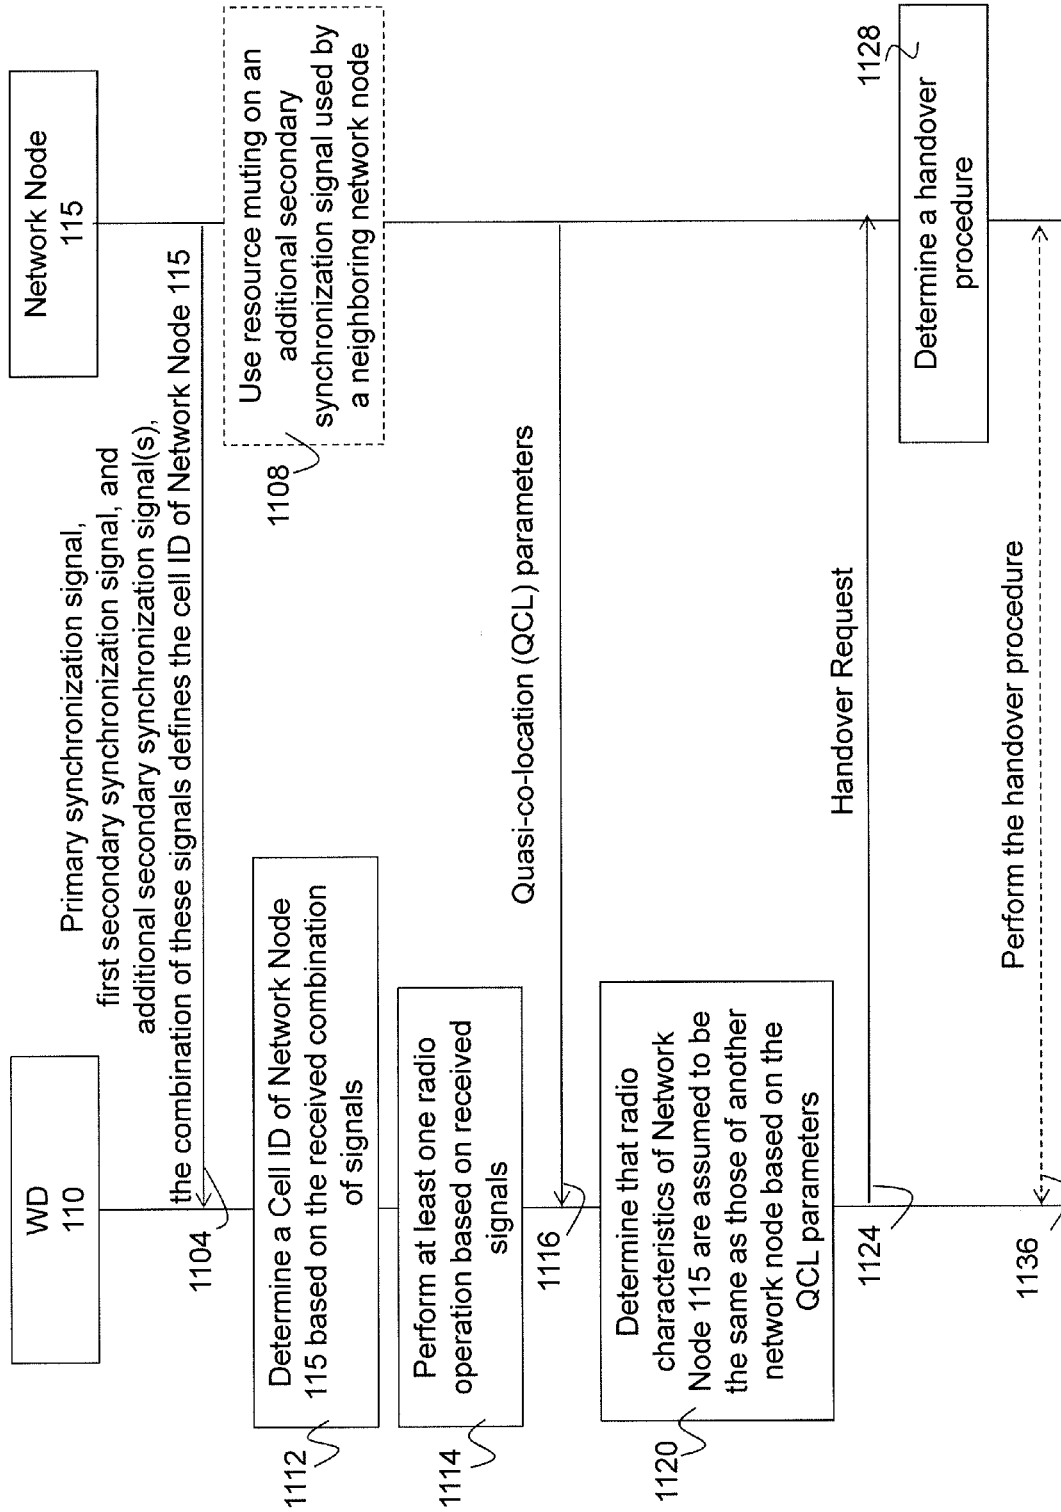 WD
110
Network Node
115
Primary synchronization signal,
first secondary synchronization signal, and
additional secondary synchronization signal(s),
the combination of these signals defines the cell ID of Network Node 115
1104
Use resource muting on an
additional secondary
synchronization signal used by
a neighboring network node
1108
Determine a Cell ID of Network Node
115 based on the received combination
of signals
1112
Perform at least one radio
operation based on received
signals
1114
Quasi-co-location (QCL) parameters
1116
Determine that radio
characteristics of Network
Node 115 are assumed to be
the same as those of another
network node based on the
QCL parameters
1120
Handover Request
1124
1128
Determine a handover
procedure
Perform the handover procedure
1136